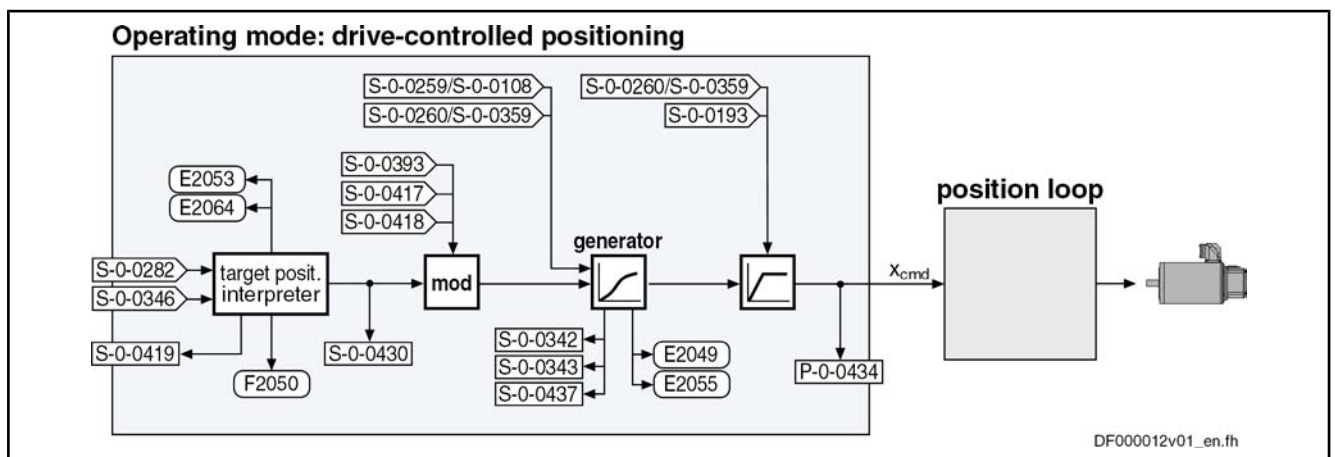 Operating mode: drive-controlled positioning
S-0-0259/S-0-0108
S-0-0260/S-0-0359
S-0-0260/S-0-0359
S-0-0193
S-0-0393
S-0-0417
S-0-0418
E2053
E2064
position loop
generator
S-0-0282
S-0-0346
target posit.
interpreter
mod
xcmd
S-0-0419
F2050
S-0-0430
S-0-0342
S-0-0343
S-0-0437
E2049
E2055
P-0-0434
DF000012v01_en.fh